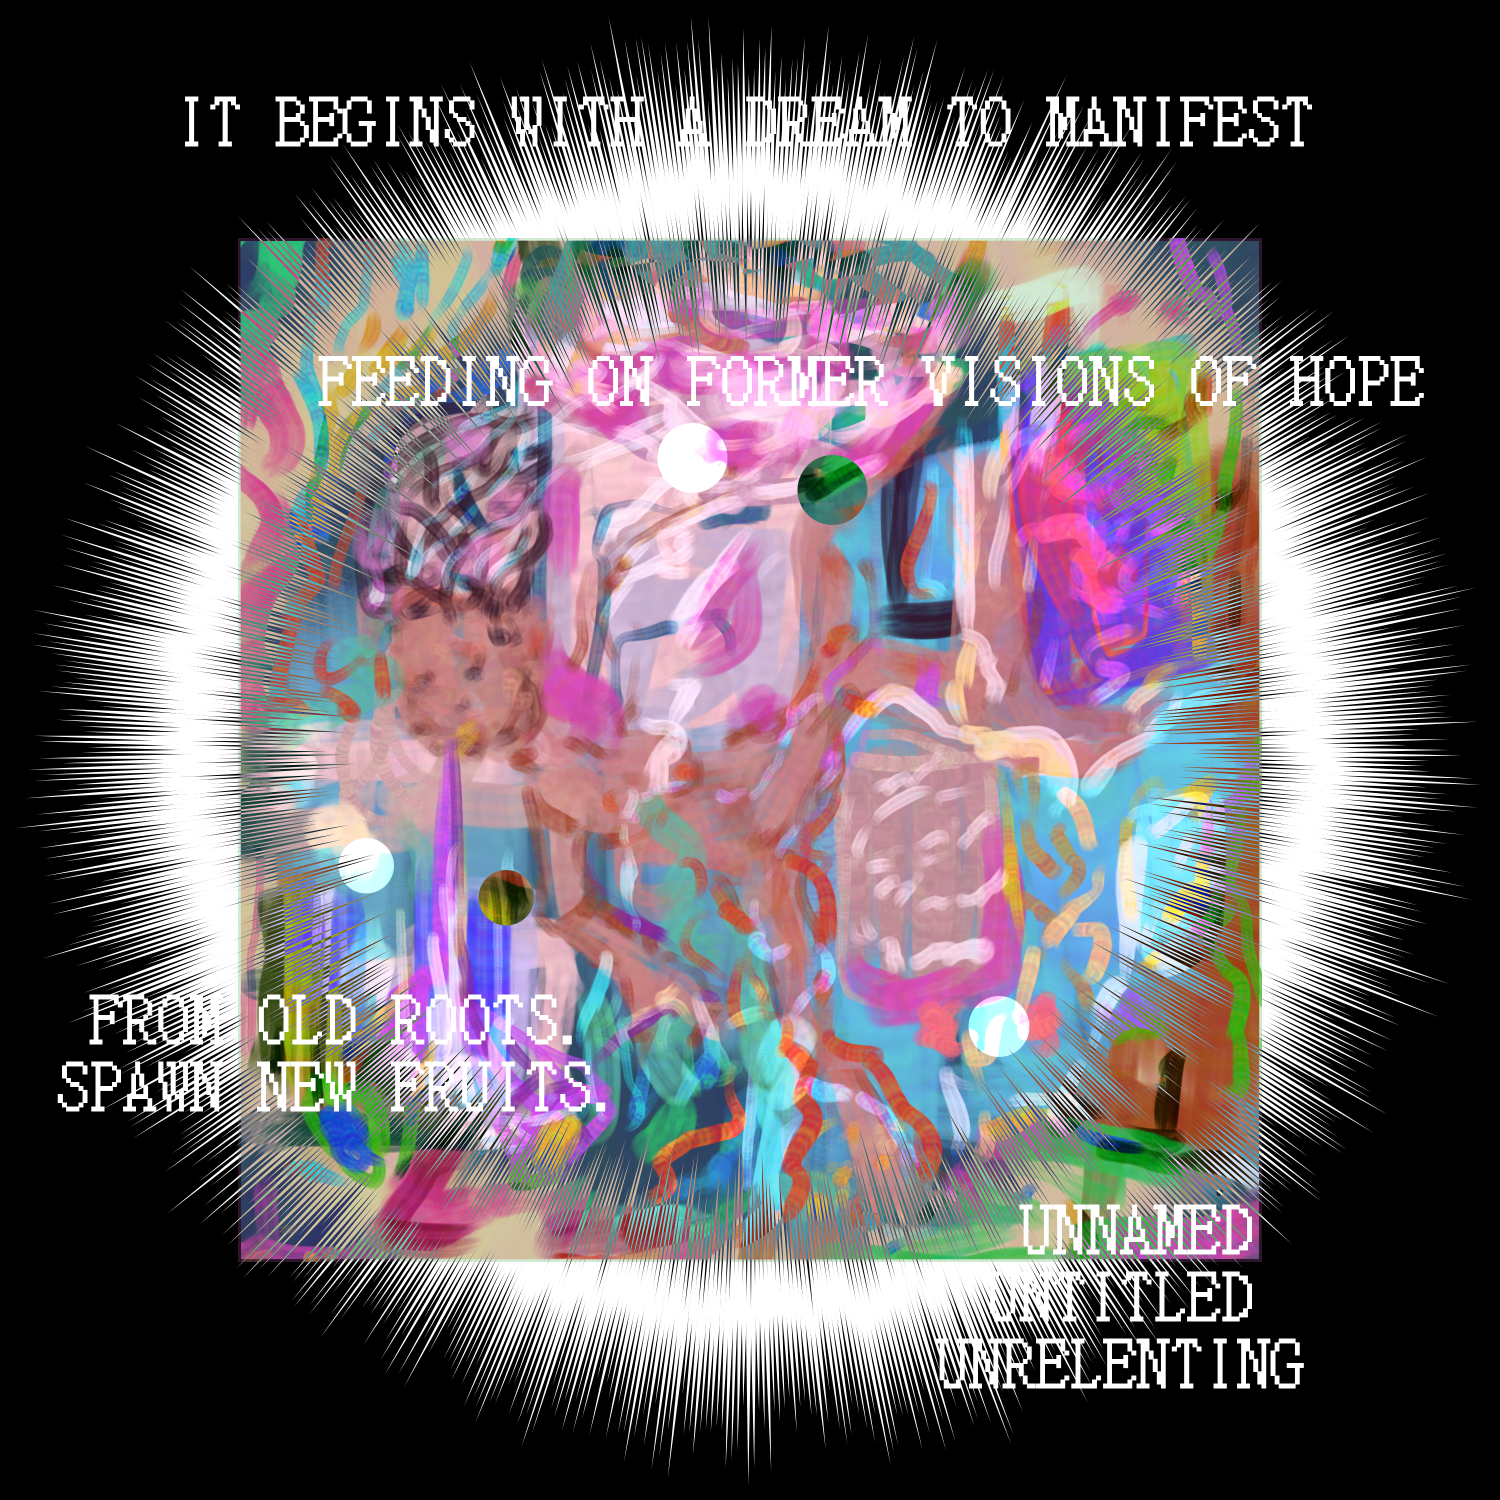 IT BEGINS WITH A DREAM TO MANIFEST
FEEDING ON FORMER VISIONS OF HOPE
FROM OLD ROOTS.
SPAWN NEW FRUITS.
UNNAMED
UNTITLED
UNRELENTING